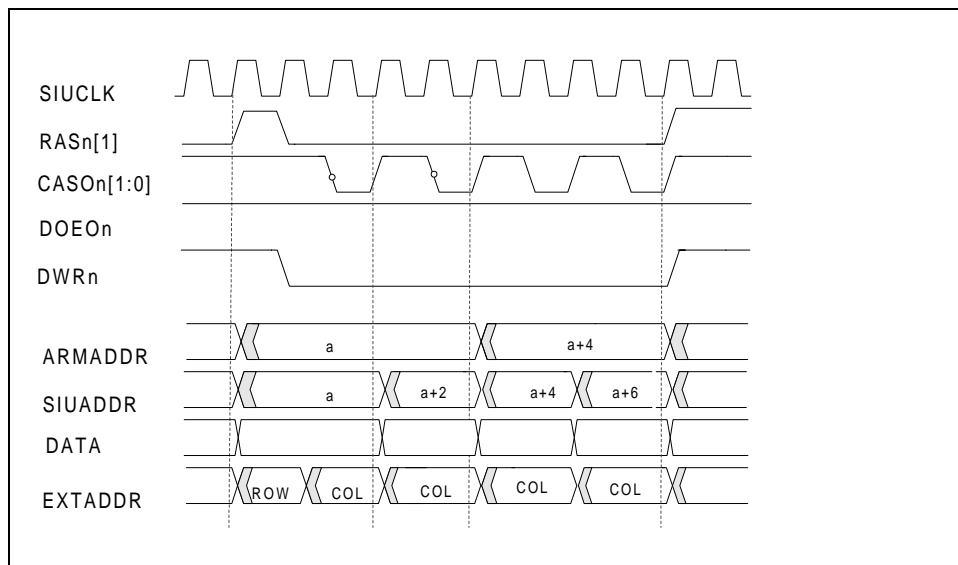 SIUCLK
RASn[1]
CASOn[1:0]
DOEOn
DWRn
ARMADDR a a+4
SIUADDR a a+2 a+4 a+6
DATA
EXTADDR ROW COL COL COL COL